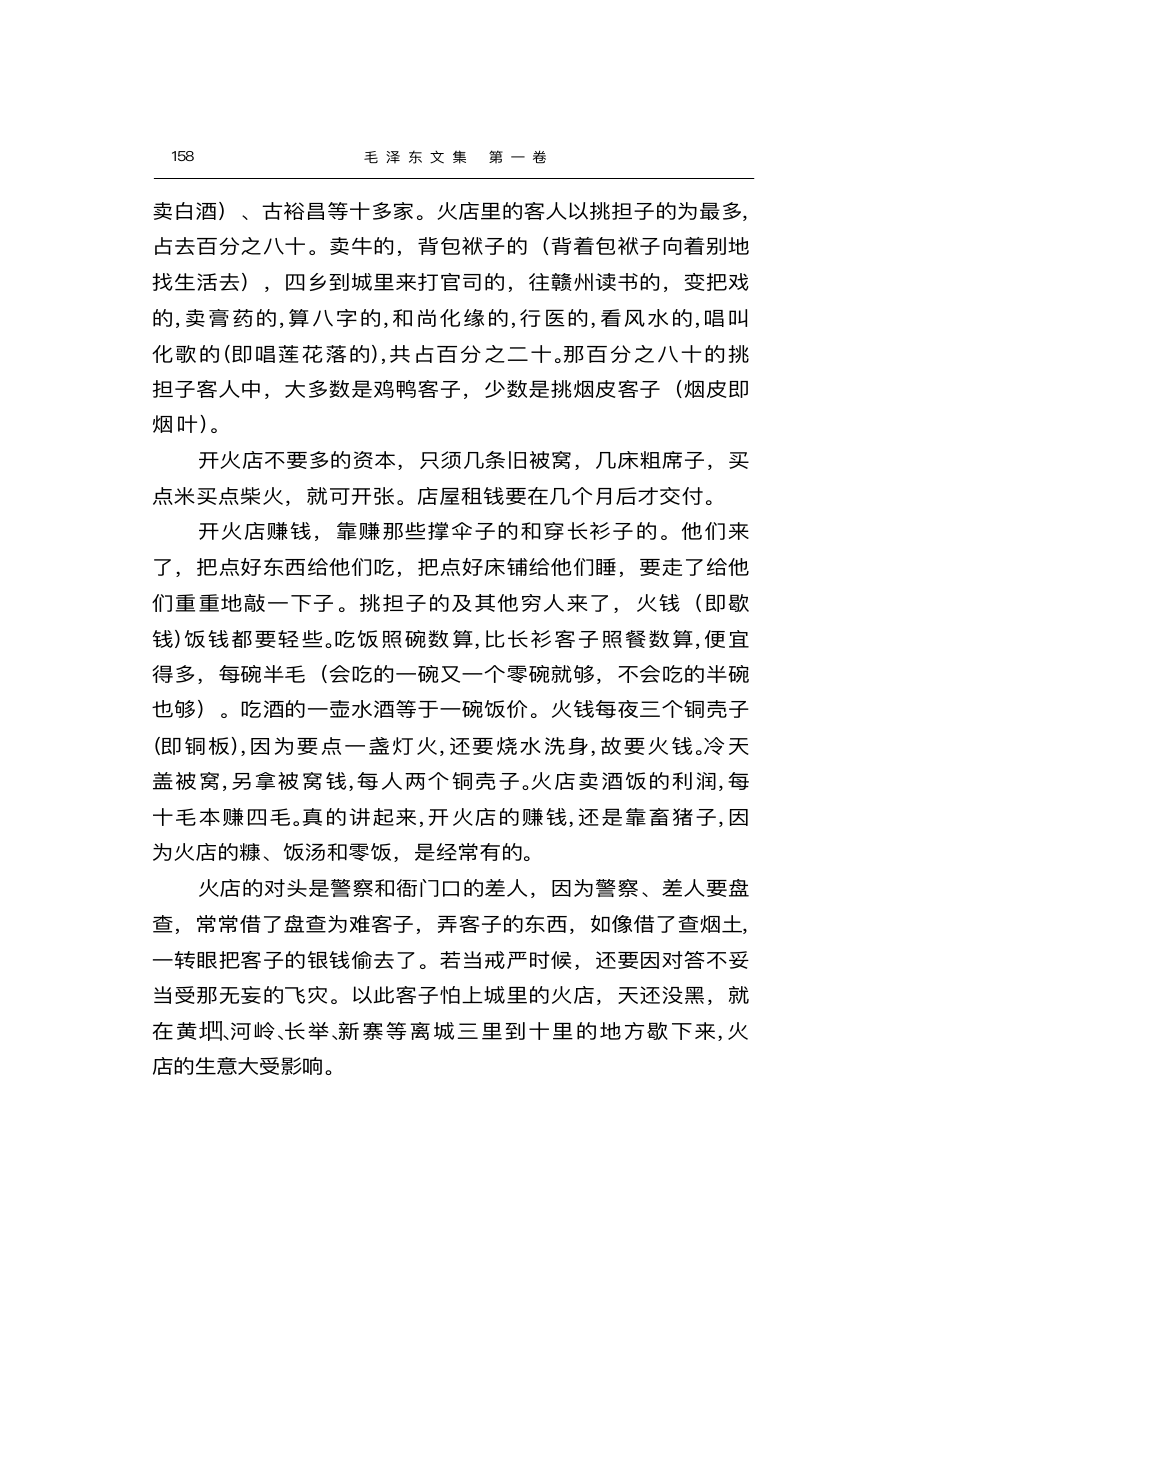 158
毛泽东文集 第一卷
卖白酒）、古裕昌等十多家。火店里的客人以挑担子的为最多,
占去百分之八十。卖牛的，背包袱子的（背着包袱子向着别地
找生活去），四乡到城里来打官司的，往赣州读书的，变把戏
的,卖膏药的,算八字的,和尚化缘的,行医的,看风水的,唱叫
化歌的(即唱莲花落的),共占百分之二十。那百分之八十的挑
担子客人中，大多数是鸡鸭客子，少数是挑烟皮客子（烟皮即
烟叶）。
开火店不要多的资本，只须几条旧被窝，几床粗席子，买
点米买点柴火，就可开张。店屋租钱要在几个月后才交付。
开火店赚钱，靠赚那些撑伞子的和穿长衫子的。他们来
了，把点好东西给他们吃，把点好床铺给他们睡，要走了给他
们重重地敲一下子。挑担子的及其他穷人来了，火钱（即歇
钱)饭钱都要轻些。吃饭照碗数算,比长衫客子照餐数算,便宜
得多，每碗半毛（会吃的一碗又一个零碗就够，不会吃的半碗
也够）。吃酒的一壶水酒等于一碗饭价。火钱每夜三个铜壳子
(即铜板),因为要点一盏灯火,还要烧水洗身,故要火钱。冷天
盖被窝,另拿被窝钱,每人两个铜壳子。火店卖酒饭的利润,每
十毛本赚四毛。真的讲起来,开火店的赚钱,还是靠畜猪子,因
为火店的糠、饭汤和零饭，是经常有的。
火店的对头是警察和衙门口的差人，因为警察、差人要盘
查，常常借了盘查为难客子，弄客子的东西，如像借了查烟土,
一转眼把客子的银钱偷去了。若当戒严时候，还要因对答不妥
当受那无妄的飞灾。以此客子怕上城里的火店，天还没黑，就
在黄、河岭、长举、新寨等离城三里到十里的地方歇下来,火
店的生意大受影响。